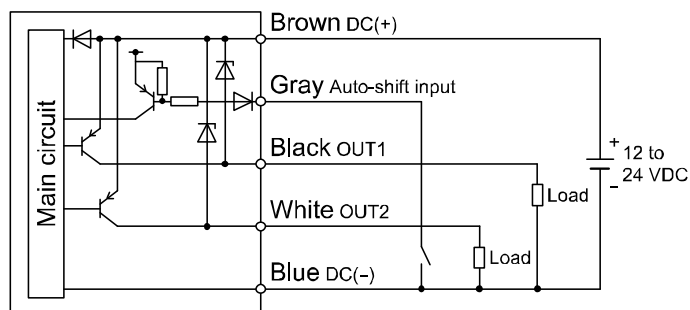 Main circuit
Brown DC(+)
Gray Auto-shift input
Black OUT1
White OUT2
Blue DC(−)
Load
Load
+
12 to
24 VDC
-